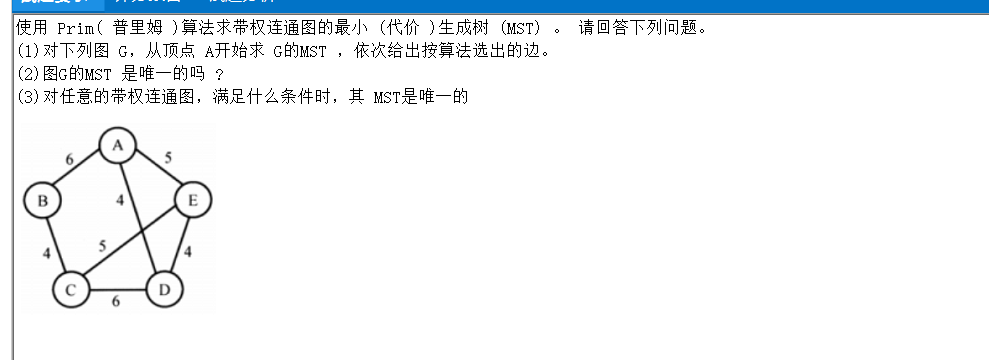 使用 Prim( 普里姆 )算法求带权连通图的最小 (代价 )生成树 (MST) 。 请回答下列问题。
(1)对下列图 G，从顶点 A开始求 G的MST ，依次给出按算法选出的边。
(2)图G的MST 是唯一的吗 ?
(3)对任意的带权连通图，满足什么条件时，其 MST是唯一的
A
6
5
B
4
E
4
5
4
C
6
D